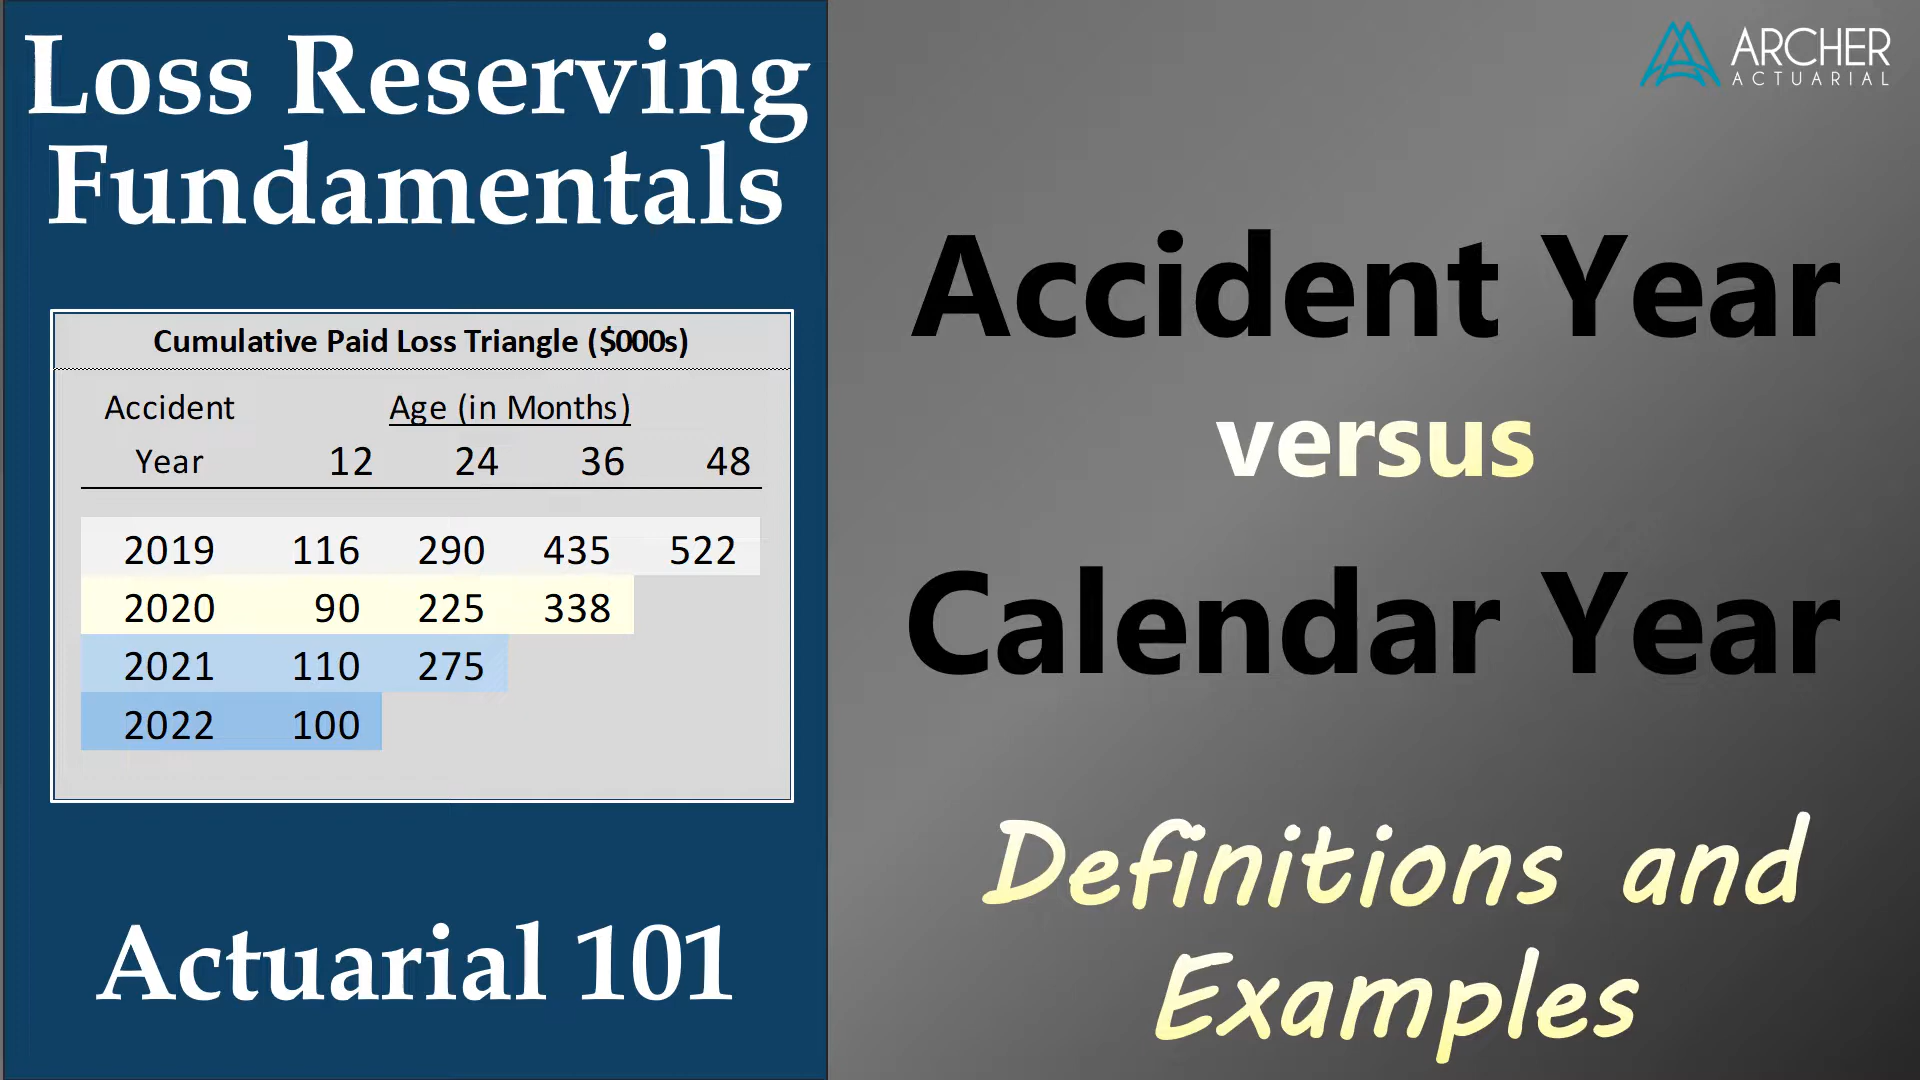 Loss Reserving
Fundamentals
Cumulative Paid Loss Triangle ($000s)
Accident Age (in Months)
Year 12 24 36 48
2019 116 290 435 522
2020 90 225 338
2021 110 275
2022 100
Actuarial 101
ARCHER
ACTUARIAL
Accident Year
versus
Calendar Year
Definitions and
Examples